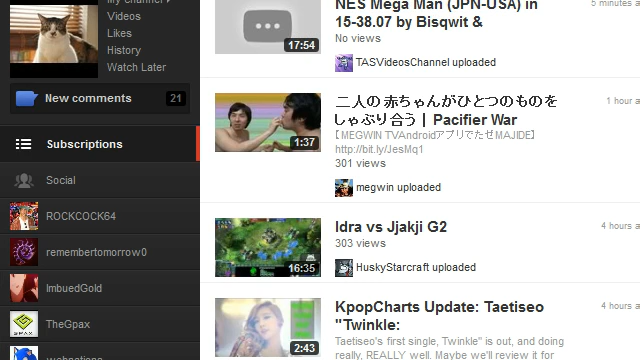 My channel
Videos
Likes
History
Watch Later
New comments 21
Subscriptions
Social
ROCKCOCK64
remembertomorrow0
ImbuedGold
TheGpax
GPAX
NES Mega Man (JPN-USA) in
15-38.07 by Bisqwit &
No views
5 minutes a
17:54
TASVideosChannel uploaded
二人の赤ちゃんがひとつのものを
しゃぶり合う | Pacifier War
1 hour a
【MEGWIN TVAndroidアプリでたぜMAJIDE】
http://bit.ly/JesMq1
301 views
1:37
megwin uploaded
Idra vs Jjakji G2
4 hours a
303 views
16:35
HuskyStarcraft uploaded
KpopCharts Update: Taetiseo
"Twinkle:
4 hours a
Taetiseo's first single, Twinkle" is out, and doing
really, REALLY well. Maybe we'll review it for
2:43